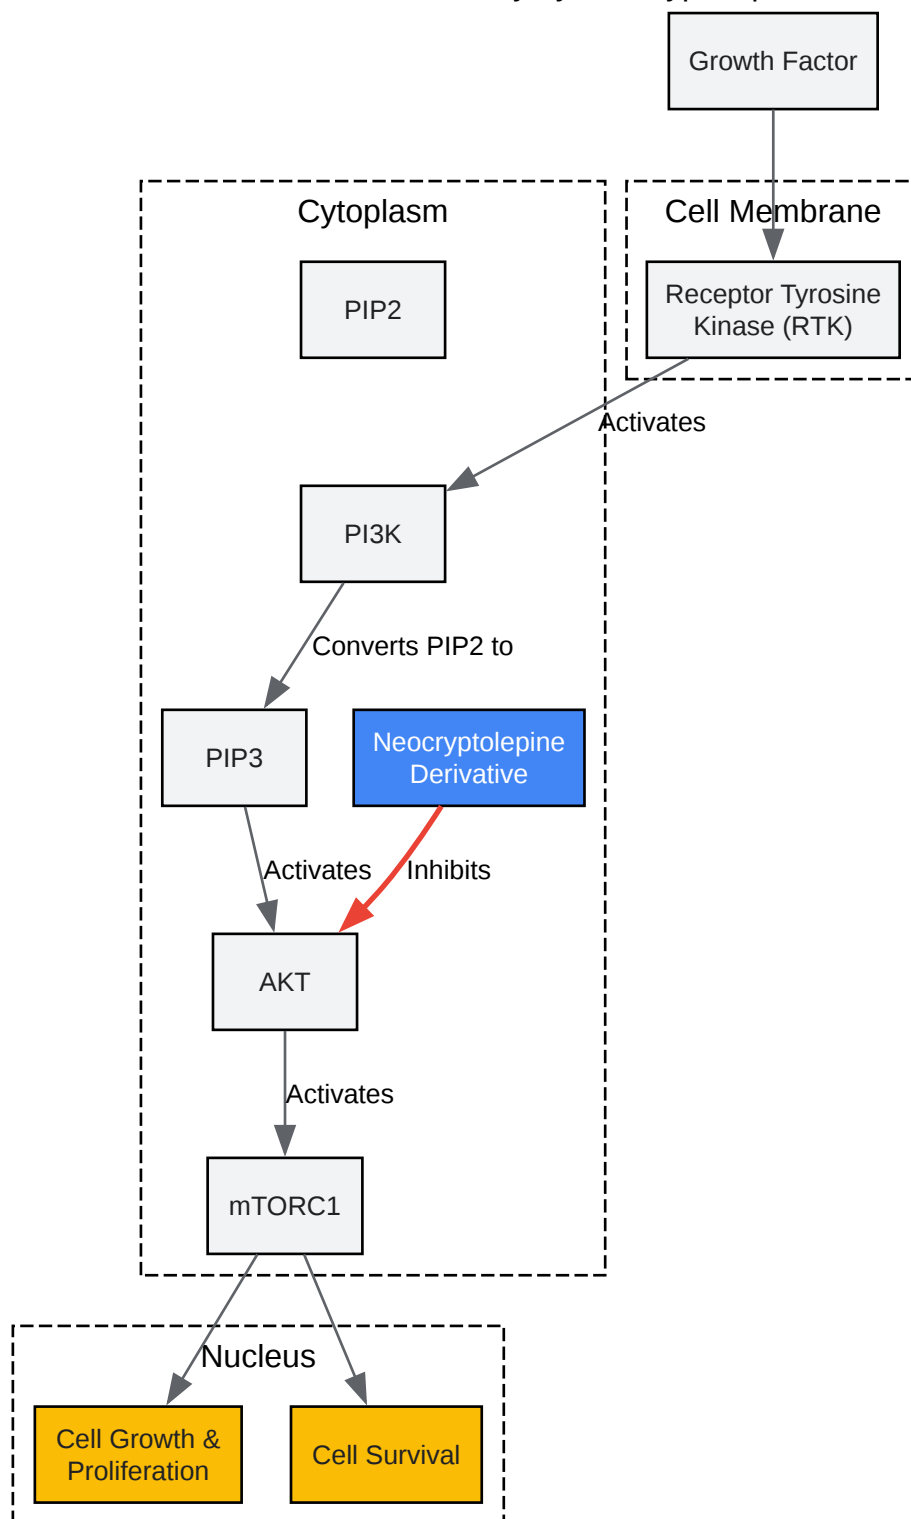 Growth Factor
Cytoplasm
Cell Membrane
PIP2
Receptor Tyrosine
Kinase (RTK)
Activates
PI3K
Converts PIP2 to
PIP3
Neocryptolepine
Derivative
Activates
Inhibits
AKT
Activates
mTORC1
Nucleus
Cell Growth &
Proliferation
Cell Survival